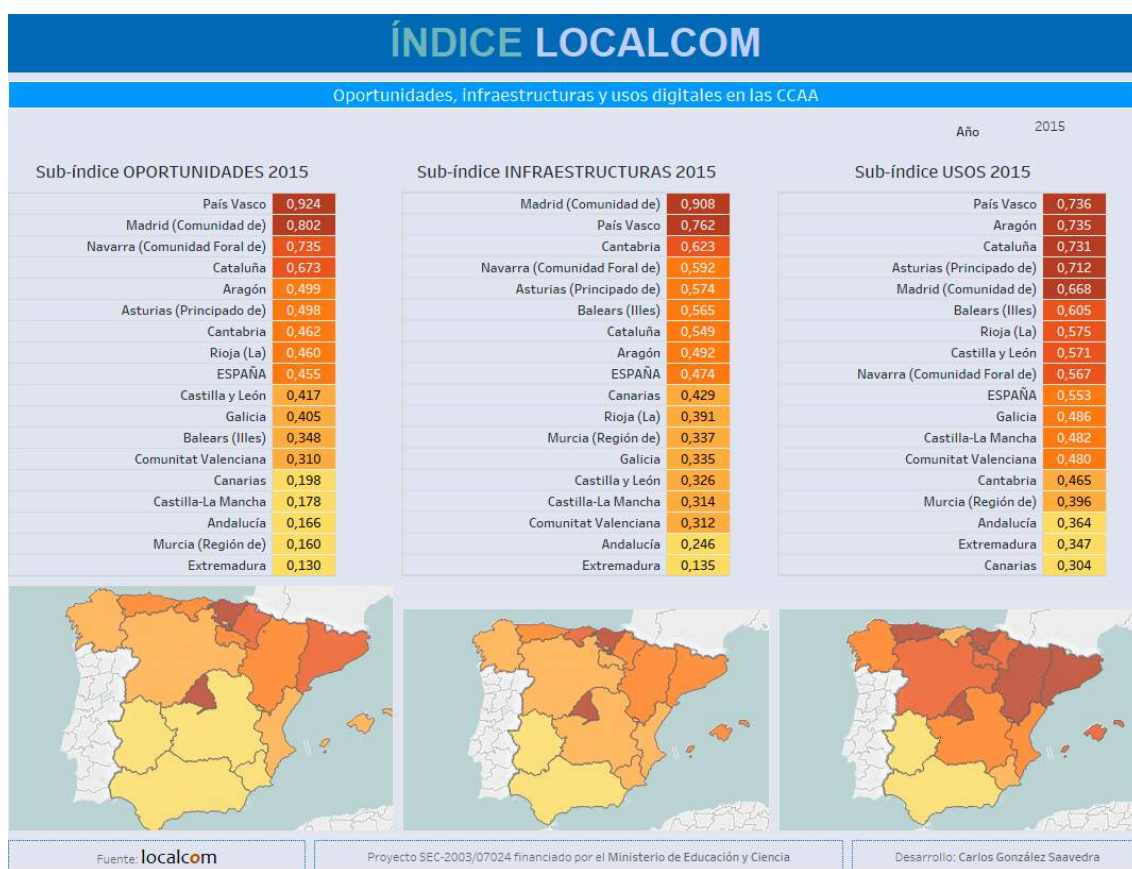 ÍNDICE LOCALCOM
Oportunidades, infraestructuras y usos digitales en las CCAA
Año 2015
Sub-índice OPORTUNIDADES 2015
País Vasco 0,924
Madrid (Comunidad de) 0,802
Navarra (Comunidad Foral de) 0,735
Cataluña 0,673
Aragón 0,499
Asturias (Principado de) 0,498
Cantabria 0,462
Rioja (La) 0,460
ESPAÑA 0,455
Castilla y León 0,417
Galicia 0,405
Balears (Illes) 0,348
Comunitat Valenciana 0,310
Canarias 0,198
Castilla-La Mancha 0,178
Andalucía 0,166
Murcia (Región de) 0,160
Extremadura 0,130
Sub-índice INFRAESTRUCTURAS 2015
Madrid (Comunidad de) 0,908
País Vasco 0,762
Cantabria 0,623
Navarra (Comunidad Foral de) 0,592
Asturias (Principado de) 0,574
Balears (Illes) 0,565
Cataluña 0,549
Aragón 0,492
ESPAÑA 0,474
Canarias 0,429
Rioja (La) 0,391
Murcia (Región de) 0,337
Galicia 0,335
Castilla y León 0,326
Castilla-La Mancha 0,314
Comunitat Valenciana 0,312
Andalucía 0,246
Extremadura 0,135
Sub-índice USOS 2015
País Vasco 0,736
Aragón 0,735
Cataluña 0,731
Asturias (Principado de) 0,712
Madrid (Comunidad de) 0,668
Balears (Illes) 0,605
Rioja (La) 0,575
Castilla y León 0,571
Navarra (Comunidad Foral de) 0,567
ESPAÑA 0,553
Galicia 0,486
Castilla-La Mancha 0,482
Comunitat Valenciana 0,480
Cantabria 0,465
Murcia (Región de) 0,396
Andalucía 0,364
Extremadura 0,347
Canarias 0,304
Fuente: localcom
Proyecto SEC-2003/07024 financiado por el Ministerio de Educación y Ciencia
Desarrollo: Carlos González Saavedra